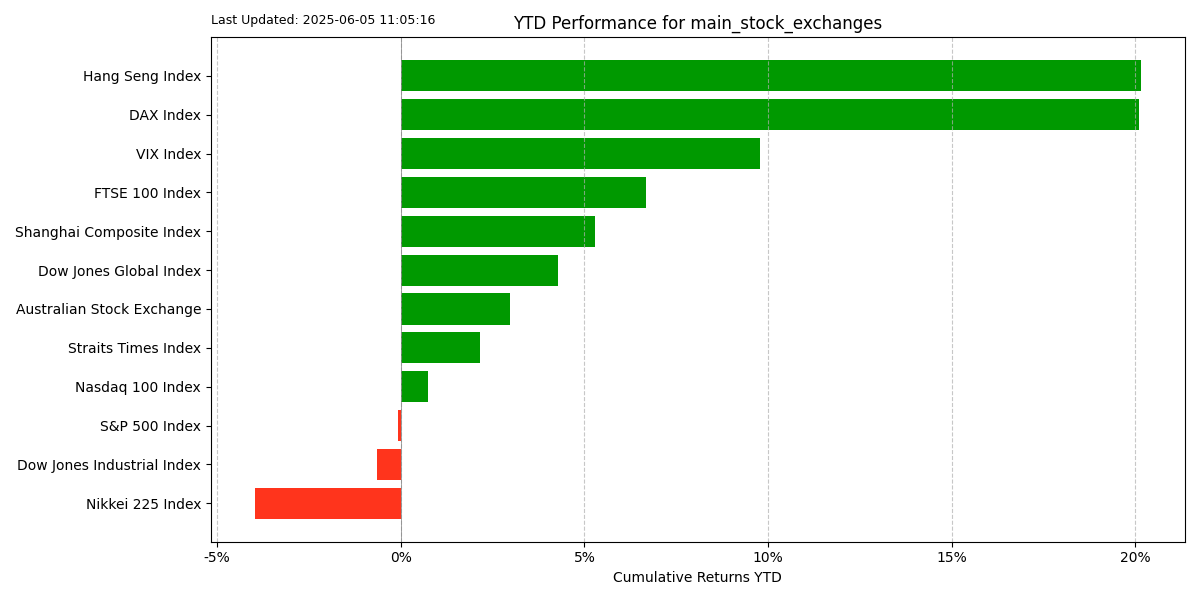 Last Updated: 2025-06-05 11:05:16
YTD Performance for main_stock_exchanges
Hang Seng Index
DAX Index
VIX Index
FTSE 100 Index
Shanghai Composite Index
Dow Jones Global Index
Australian Stock Exchange
Straits Times Index
Nasdaq 100 Index
S&P 500 Index
Dow Jones Industrial Index
Nikkei 225 Index
-5% 0% 5% 10% 15% 20%
Cumulative Returns YTD